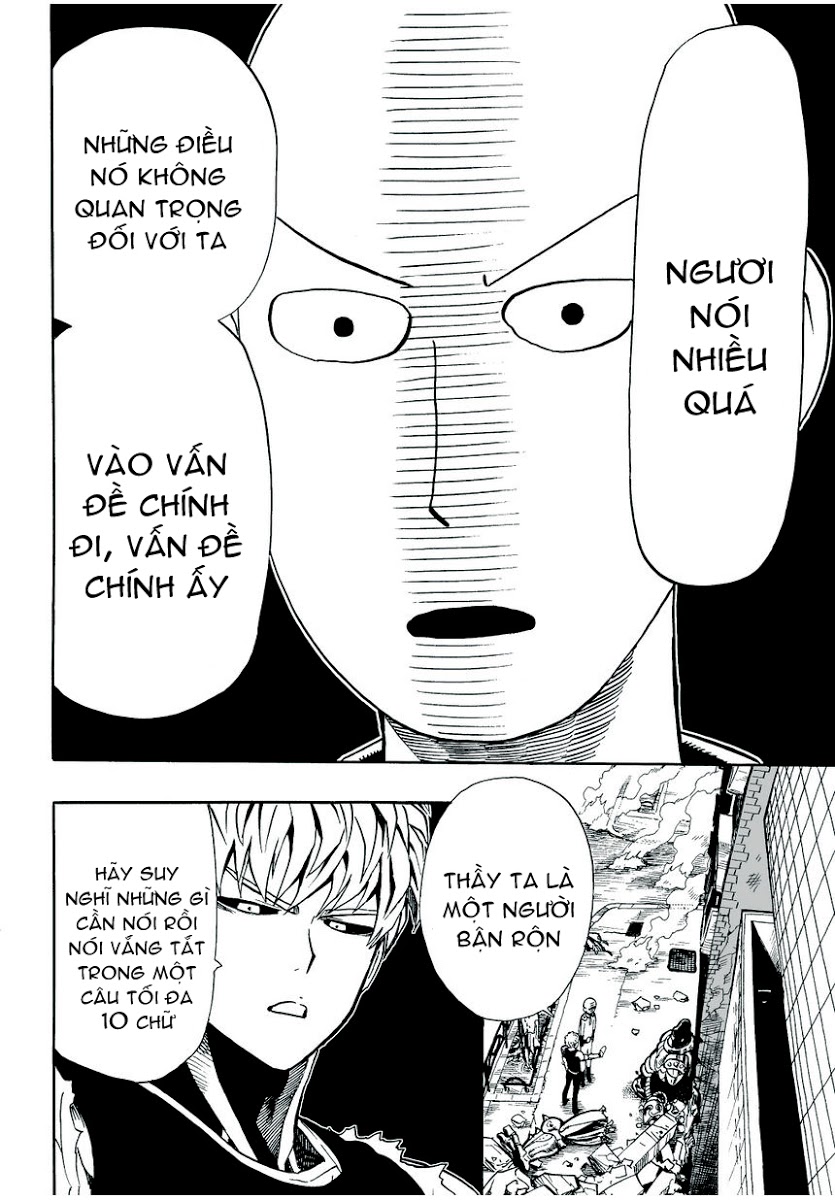 NGƯƠI
NÓI
NHIỀU
QUÁ
NHỮNG ĐIỀU
NÓ KHÔNG
QUAN TRỌNG
ĐỐI VỚI TA
VÀO VẤN
ĐỀ CHÍNH
ĐI, VẤN ĐỀ
CHÍNH ẤY
THẦY TA LÀ
MỘT NGƯỜI
BẬN RỘN
HÃY SUY
NGHĨ NHỮNG GÌ
CẦN NÓI RỒI
NÓI VẮNG TẮT
TRONG MỘT
CÂU TỐI ĐA
10 CHỮ